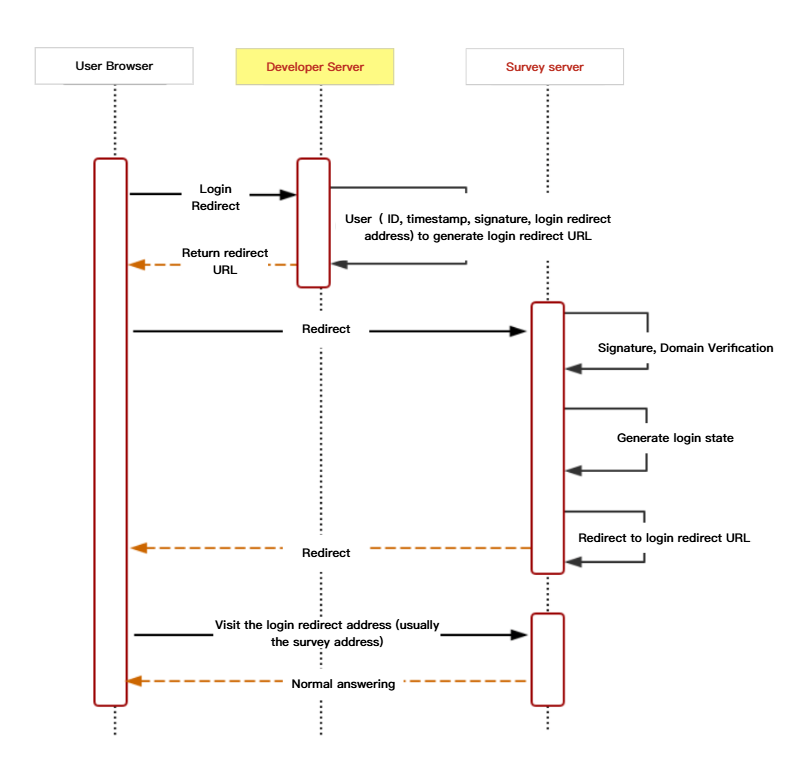 User Browser
Developer Server
Survey server
Login
Redirect
User ( ID, timestamp, signature, login redirect
address) to generate login redirect URL
Return redirect
URL
Redirect
Signature, Domain Verification
Generate login state
Redirect to login redirect URL
Redirect
Visit the login redirect address (usually
the survey address)
Normal answering